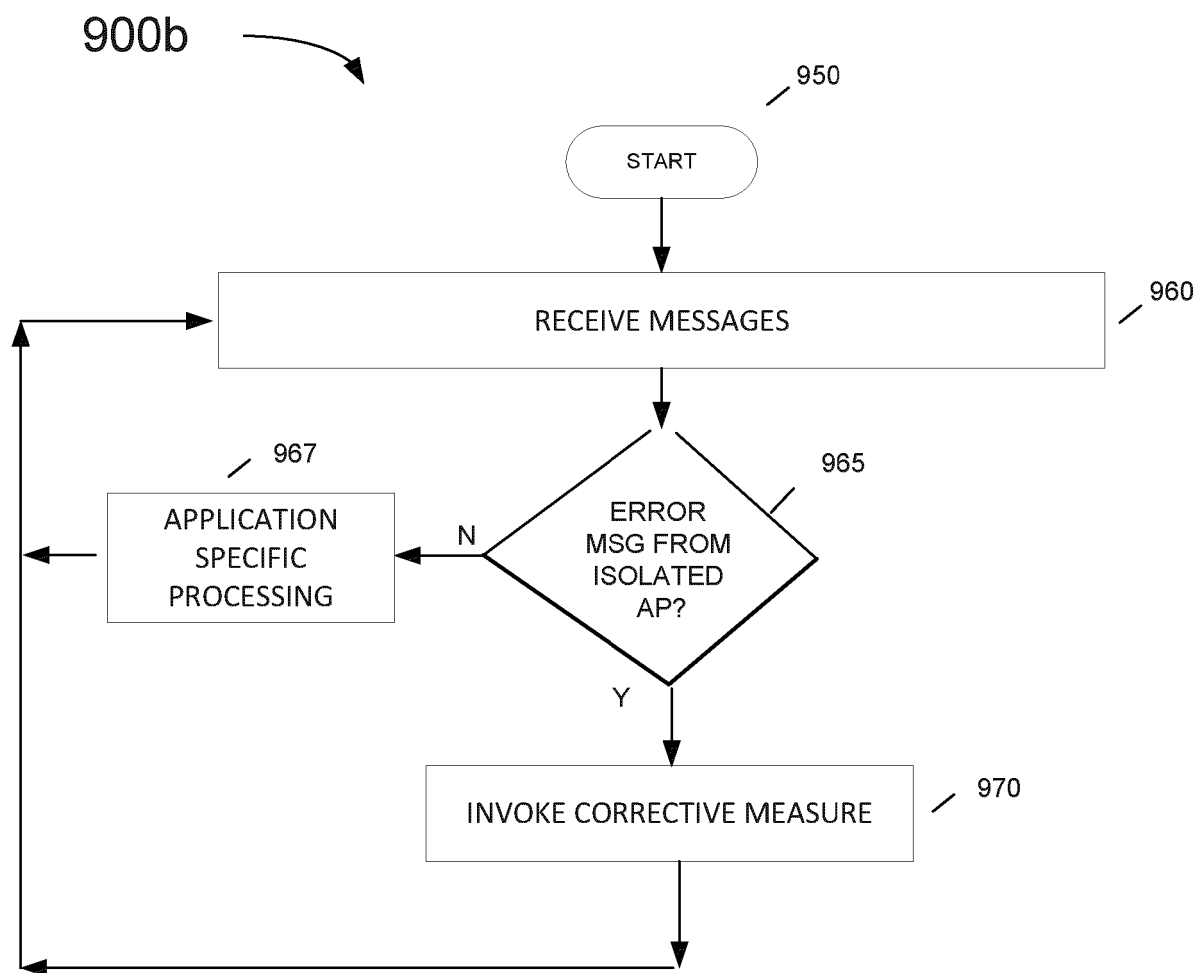 900b
950
START
RECEIVE MESSAGES
960
967
965
APPLICATION
SPECIFIC
PROCESSING
N
ERROR
MSG FROM
ISOLATED
AP?
Y
INVOKE CORRECTIVE MEASURE
970